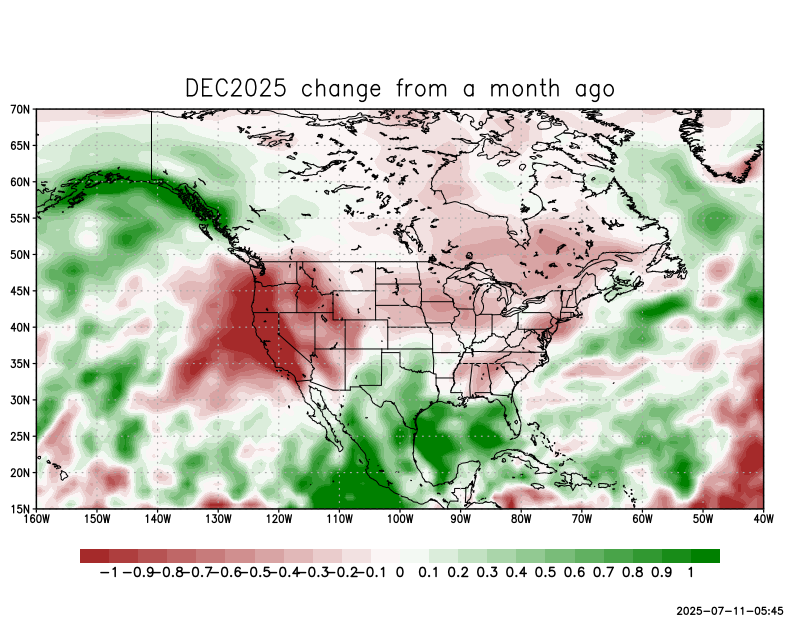 DEC2025 change from a month ago
70N
65N
60N
55N
50N
45N
40N
35N
30N
25N
20N
15N
160W 150W 140W 130W 120W 110W 100W 90W 80W 70W 60W 50W 40W
−1 −0.9 −0.8 −0.7 −0.6 −0.5 −0.4 −0.3 −0.2 −0.1 0 0.1 0.2 0.3 0.4 0.5 0.6 0.7 0.8 0.9 1
2025-07-11-05:45